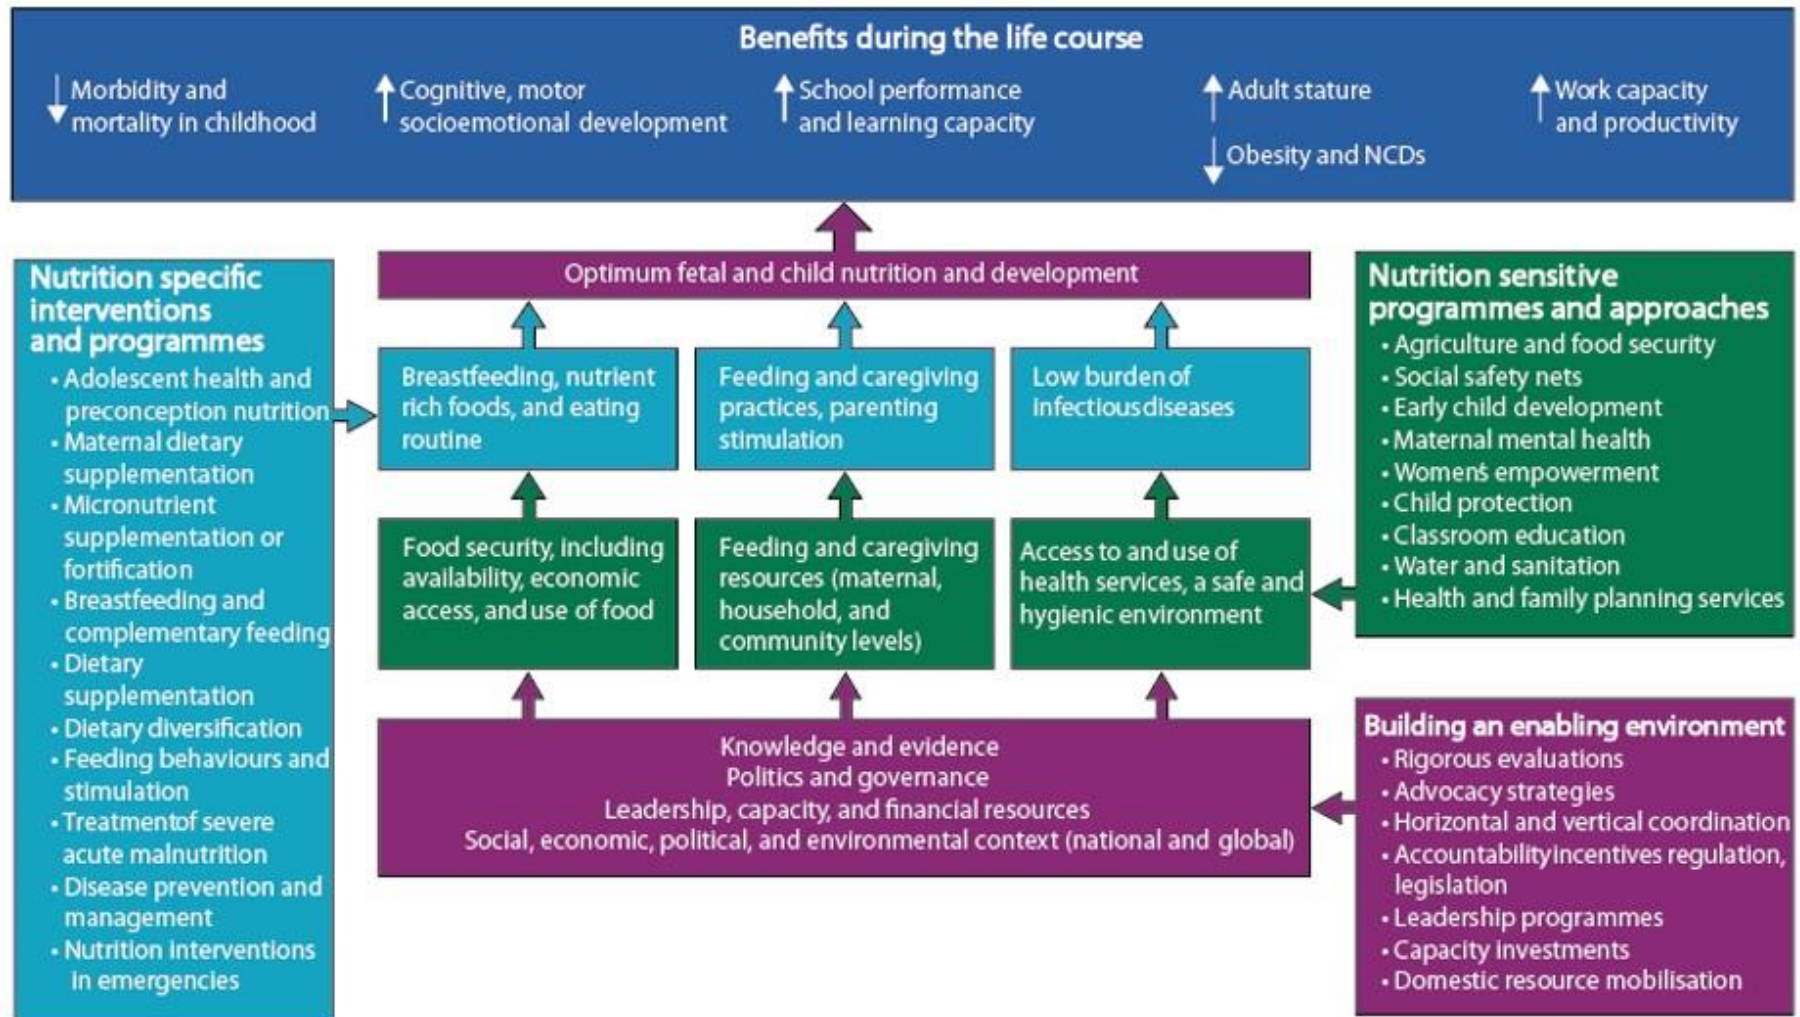 Benefits during the life course
Morbidity and
mortality in childhood
Cognitive, motor
socioemotional development
School performance
and learning capacity
Adult stature
Obesity and NCDs
Work capacity
and productivity
Nutrition specific
interventions
and programmes
• Adolescent health and
preconception nutrition
• Maternal dietary
supplementation
• Micronutrient
supplementation or
fortification
• Breastfeeding and
complementary feeding
• Dietary
supplementation
• Dietary diversification
• Feeding behaviours and
stimulation
• Treatmentof severe
acute malnutrition
• Disease prevention and
management
• Nutrition interventions
in emergencies
Optimum fetal and child nutrition and development
Breastfeeding, nutrient
rich foods, and eating
routine
Feeding and caregiving
practices, parenting
stimulation
Low burden of
infectiousdiseases
Food security, including
availability, economic
access, and use of food
Feeding and caregiving
resources (maternal,
household, and
community levels)
Access to and use of
health services, a safe and
hygienic environment
Knowledge and evidence
Politics and governance
Leadership, capacity, and financial resources
Social, economic, political, and environmental context (national and global)
Nutrition sensitive
programmes and approaches
• Agriculture and food security
• Social safety nets
• Early child development
• Maternal mental health
• Women's empowerment
• Child protection
• Classroom education
• Water and sanitation
• Health and family planning services
Building an enabling environment
• Rigorous evaluations
• Advocacy strategies
• Horizontal and vertical coordination
• Accountabilityincentives regulation,
legislation
• Leadership programmes
• Capacity investments
• Domestic resource mobilisation